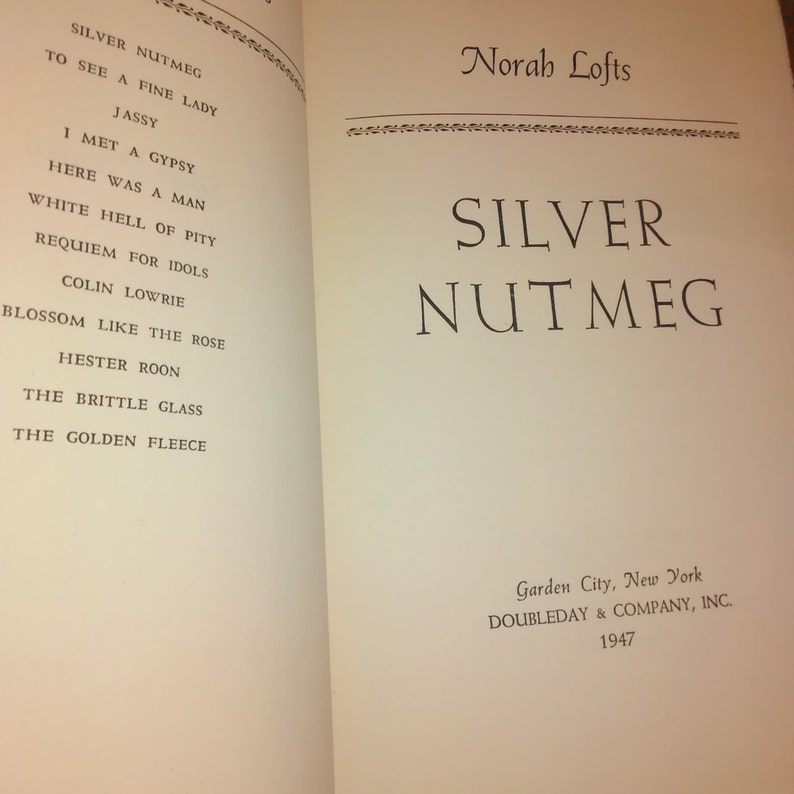 SILVER NUTMEG
TO SEE A FINE LADY
JASSY
I MET A GYPSY
HERE WAS A MAN
WHITE HELL OF PITY
REQUIEM FOR IDOLS
COLIN LOWRIE
BLOSSOM LIKE THE ROSE
HESTER ROON
THE BRITTLE GLASS
THE GOLDEN FLEECE
Norah Lofts
SILVER
NUTMEG
Garden City, New York
DOUBLEDAY & COMPANY, INC.
1947